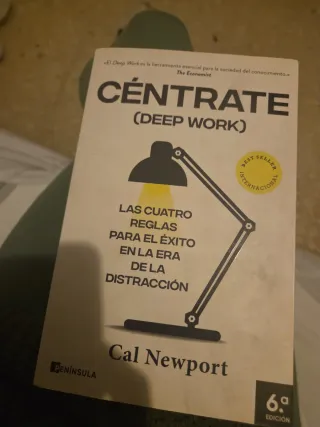 «El Deep Work es la herramienta esencial para la sociedad del conocimiento.»
The Economist
CÉNTRATE
(DEEP WORK)
BEST SELLER
INTERNACIONAL
LAS CUATRO
REGLAS
PARA EL ÉXITO
EN LA ERA
DE LA
DISTRACCIÓN
Cal Newport
PENÍNSULA
6.ª
EDICIÓN